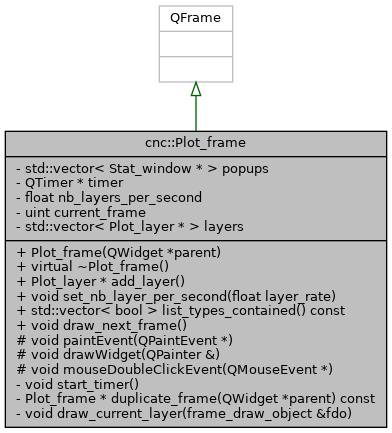 QFrame
cnc::Plot_frame
- std::vector< Stat_window * > popups
- QTimer * timer
- float nb_layers_per_second
- uint current_frame
- std::vector< Plot_layer * > layers
+ Plot_frame(QWidget *parent)
+ virtual ~Plot_frame()
+ Plot_layer * add_layer()
+ void set_nb_layer_per_second(float layer_rate)
+ std::vector< bool > list_types_contained() const
+ void draw_next_frame()
# void paintEvent(QPaintEvent *)
# void drawWidget(QPainter &)
# void mouseDoubleClickEvent(QMouseEvent *)
- void start_timer()
- Plot_frame * duplicate_frame(QWidget *parent) const
- void draw_current_layer(frame_draw_object &fdo)